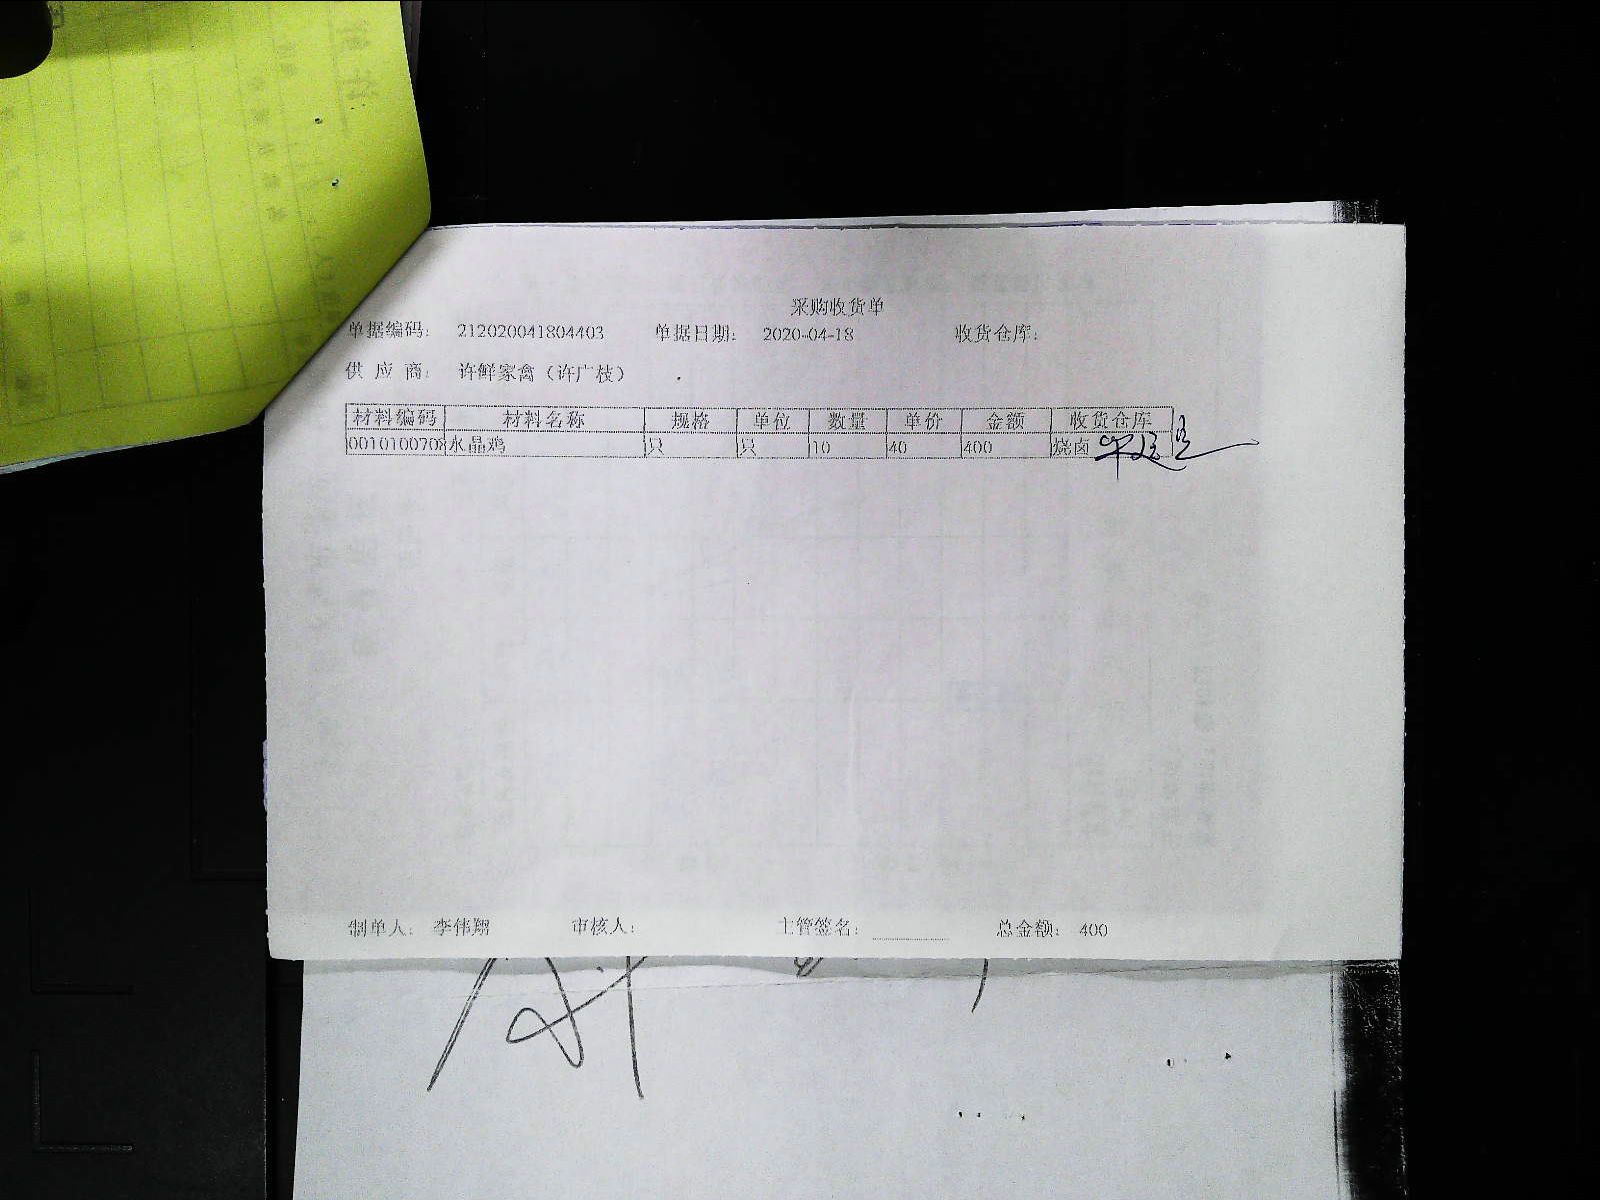 采购收货单
单据编码: 212020041804403 单据日期: 2020-04-18 收货仓库:
供 应 商: 许鲜家禽（许广枝）
材料编码 材料名称 规格 单位 数量 单价 金额 收货仓库
0010100708 水晶鸡 只 只 10 40 400 烧卤
制单人: 李伟翔 审核人: 主管签名: 总金额: 400